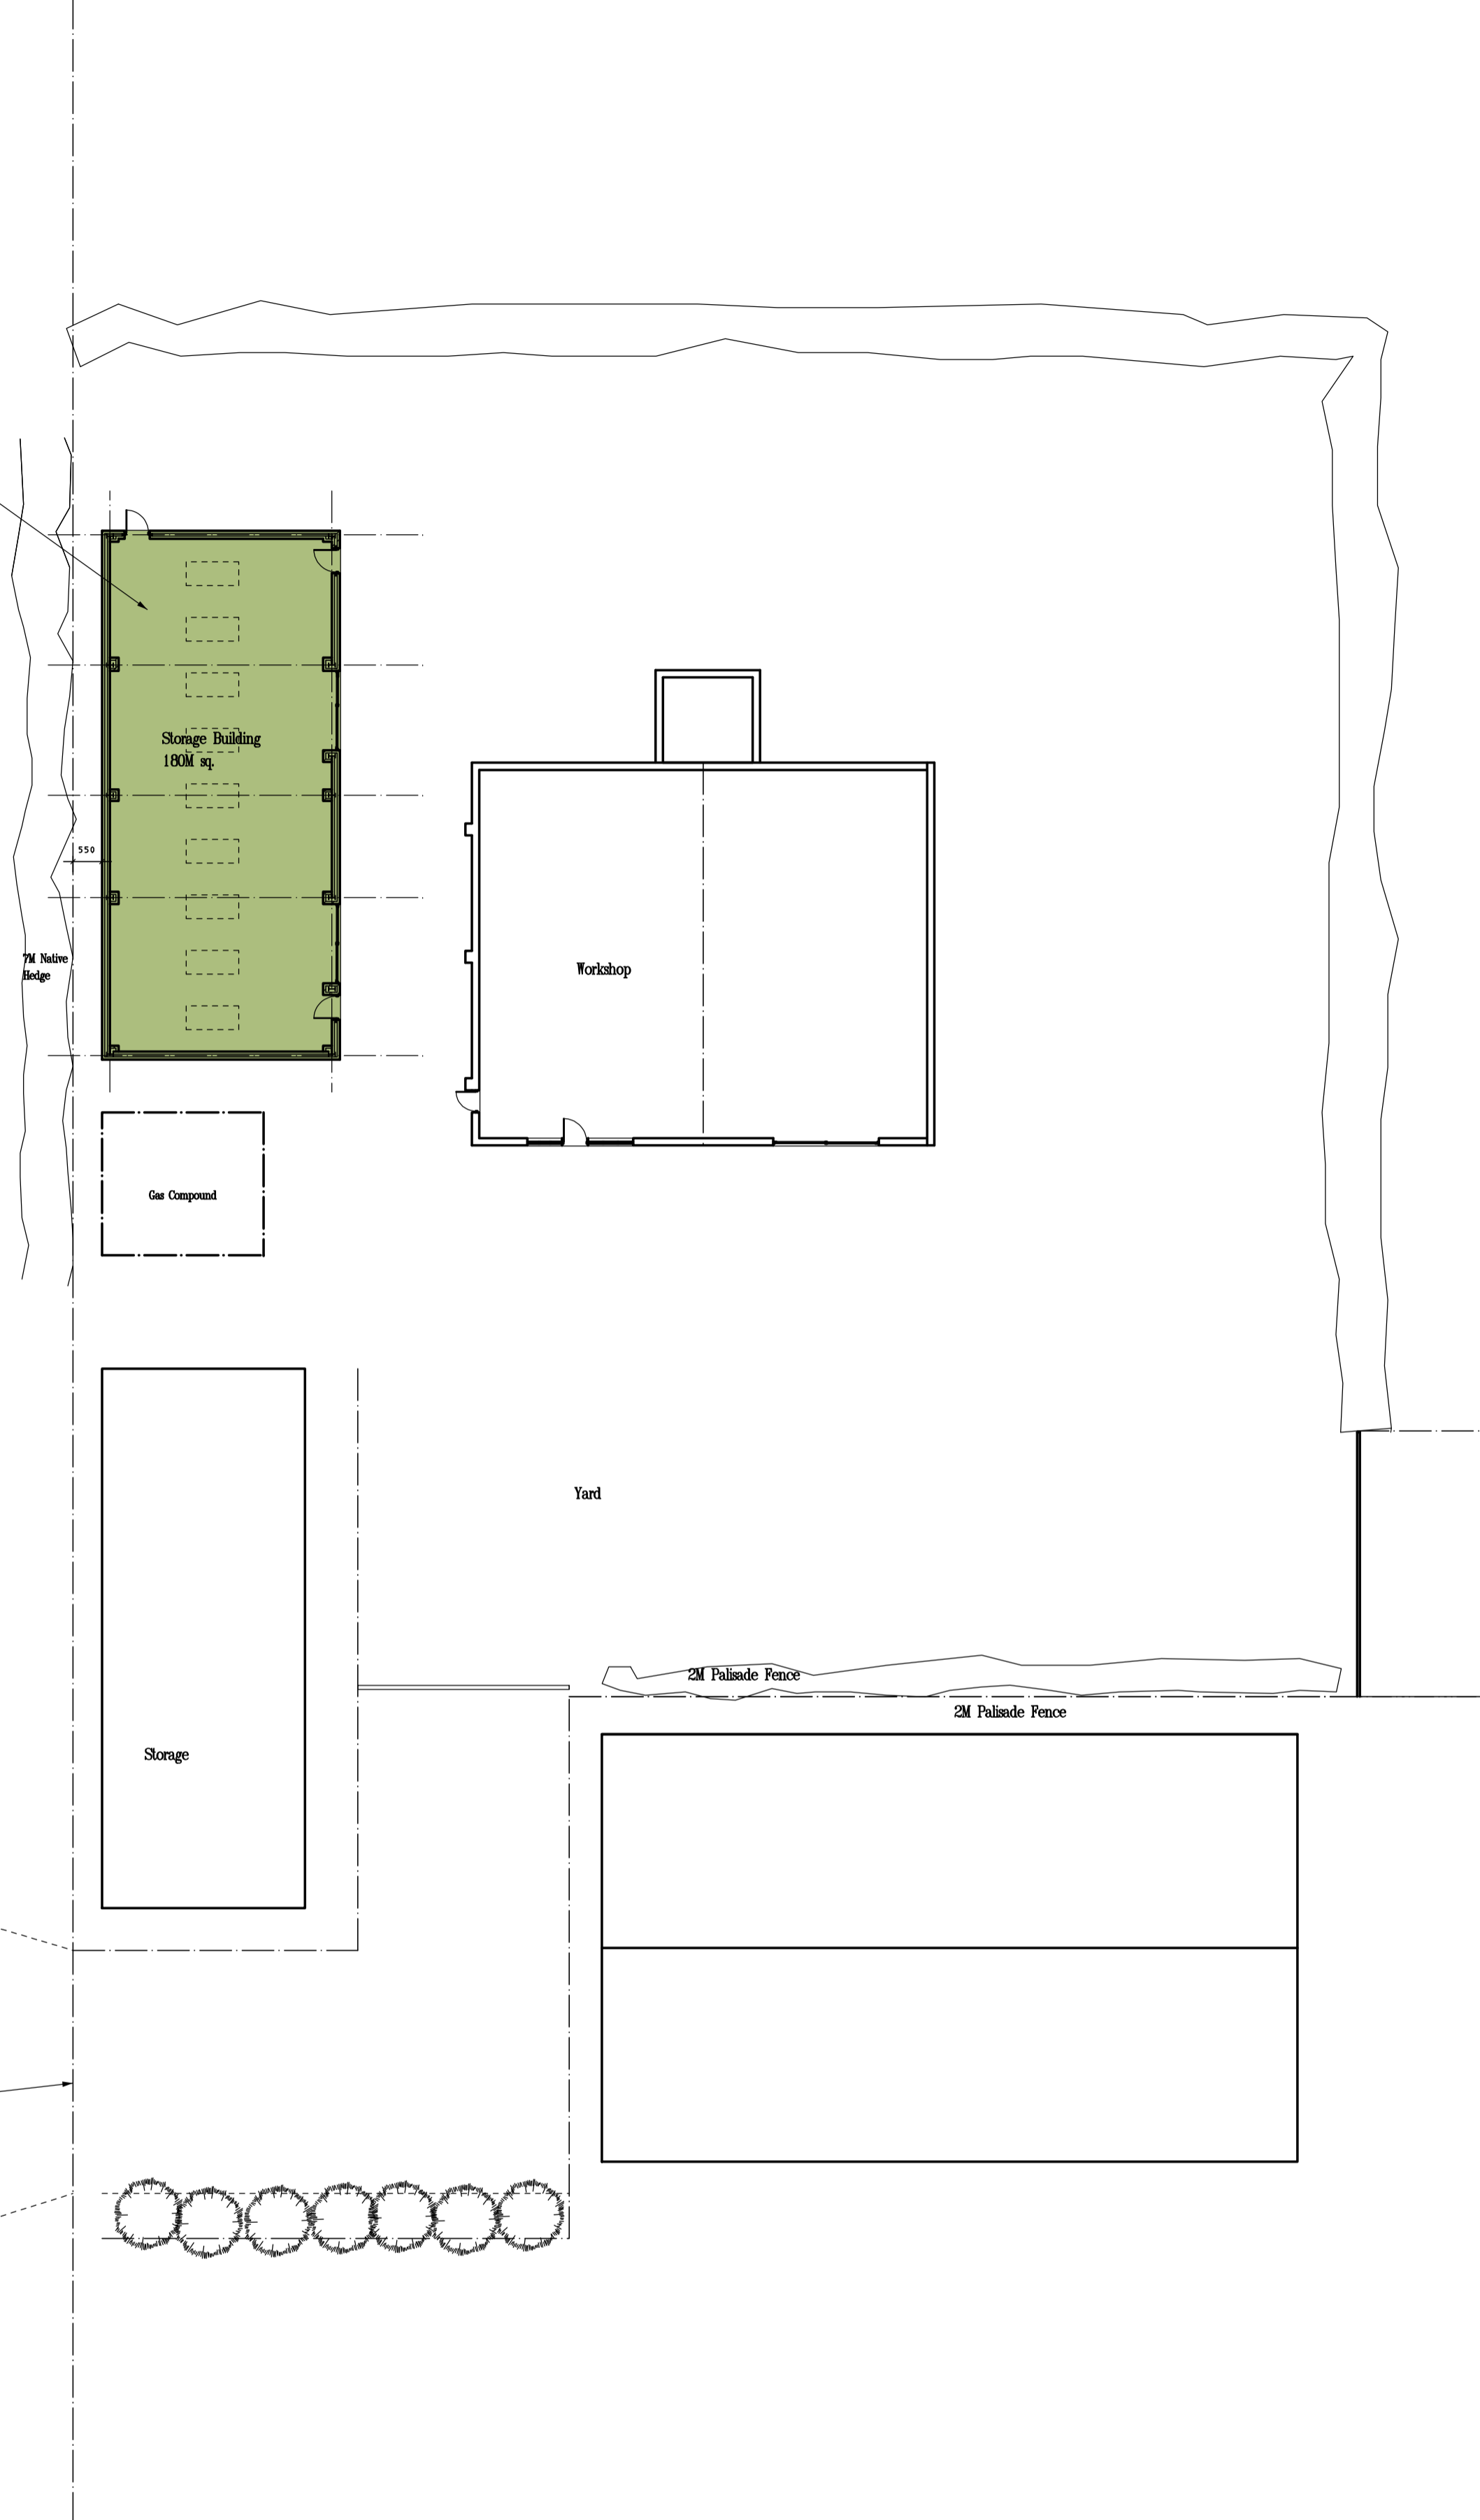 Storage Building
180M sq.
550
7M Native
Hedge
Workshop
Gas Compound
Yard
2M Palisade Fence
2M Palisade Fence
Storage